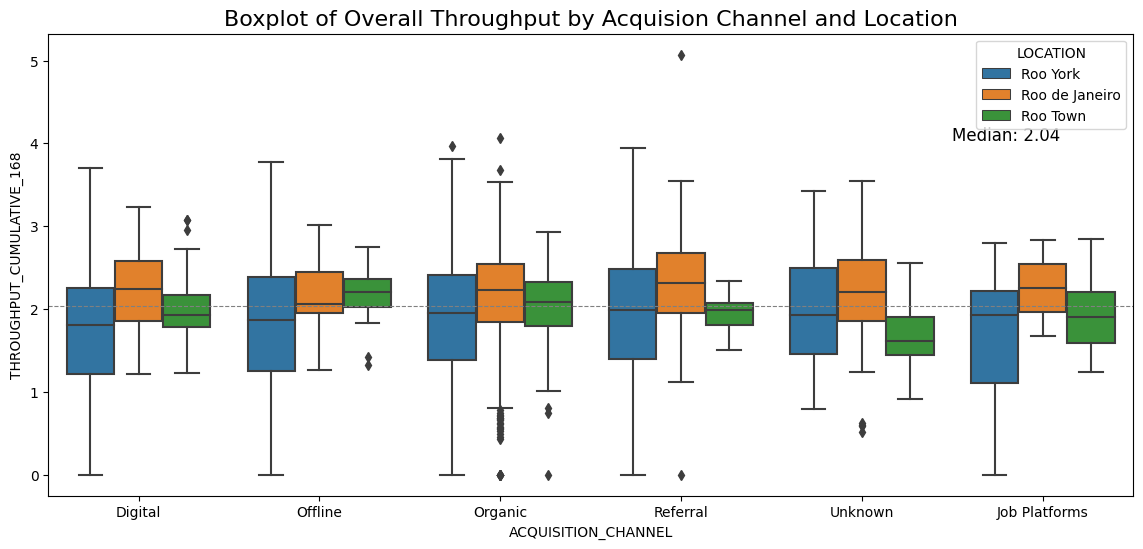 Boxplot of Overall Throughput by Acquision Channel and Location
LOCATION
Roo York
Roo de Janeiro
Roo Town
Median: 2.04
THROUGHPUT_CUMULATIVE_168
5
4
3
2
1
0
Digital Offline Organic Referral Unknown Job Platforms
ACQUISITION_CHANNEL